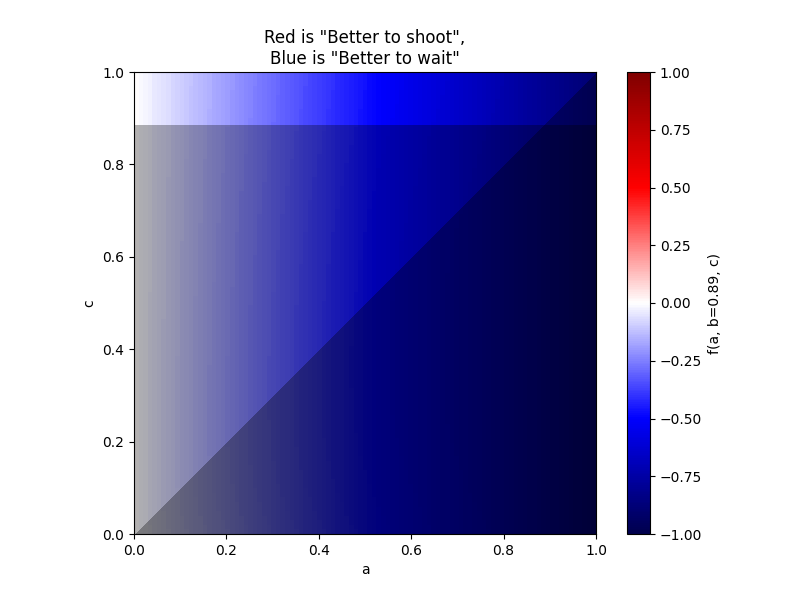 Red is "Better to shoot",
Blue is "Better to wait"
1.0
0.8
0.6
0.4
0.2
0.0
c
0.0 0.2 0.4 0.6 0.8 1.0
a
1.00
0.75
0.50
0.25
0.00
−0.25
−0.50
−0.75
−1.00
f(a, b=0.89, c)